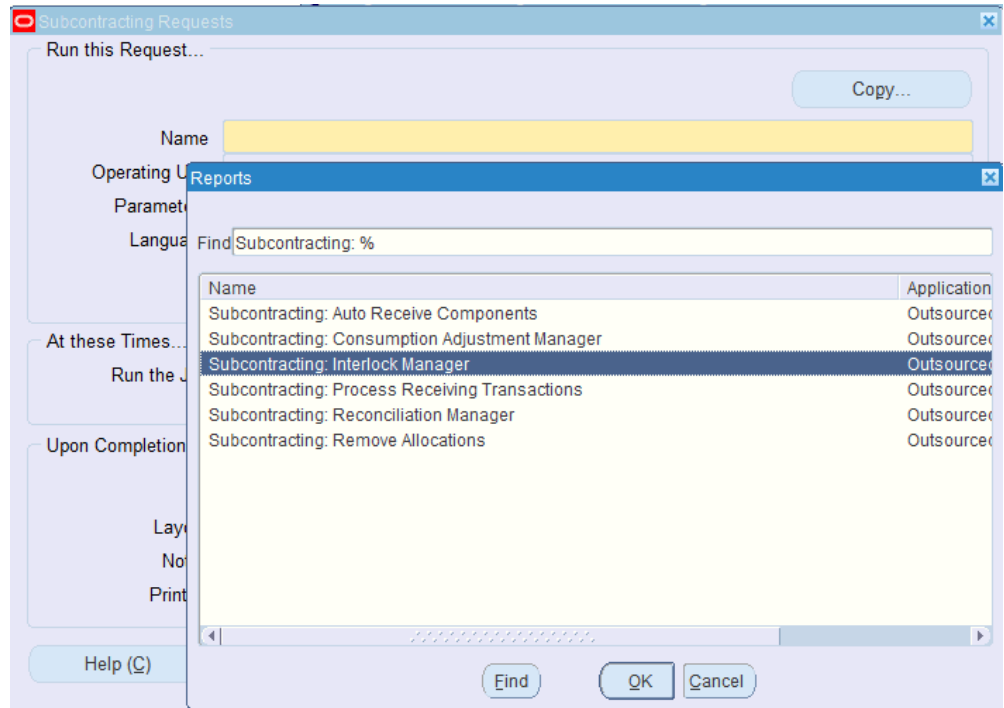 Subcontracting Requests
Run this Request...
Copy...
Name
Operating U
Reports
Paramete
Find Subcontracting: %
Langua
Name Application
Subcontracting: Auto Receive Components Outsourced
Subcontracting: Consumption Adjustment Manager Outsourced
At these Times...
Subcontracting: Interlock Manager Outsourced
Run the J
Subcontracting: Process Receiving Transactions Outsourced
Subcontracting: Reconciliation Manager Outsourced
Upon Completion
Subcontracting: Remove Allocations Outsourced
Layo
Not
Print
Help (C)
Find OK Cancel